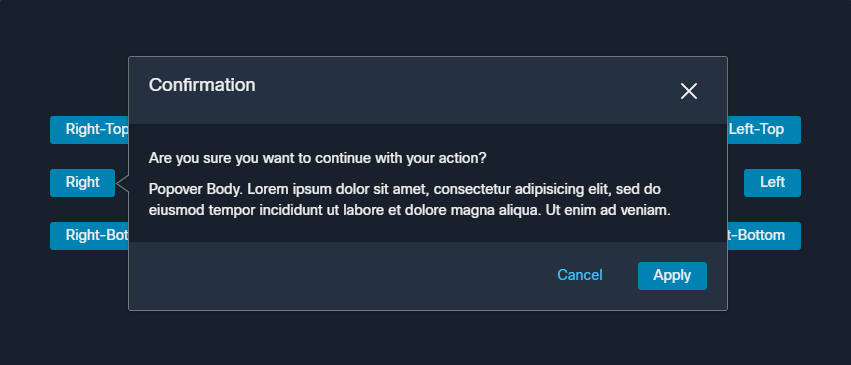 Confirmation
Right-Top
Left-Top
Are you sure you want to continue with your action?
Right
Popover Body. Lorem ipsum dolor sit amet, consectetur adipisicing elit, sed do
Left
eiusmod tempor incididunt ut labore et dolore magna aliqua. Ut enim ad veniam.
Right-Bot
t-Bottom
Cancel
Apply